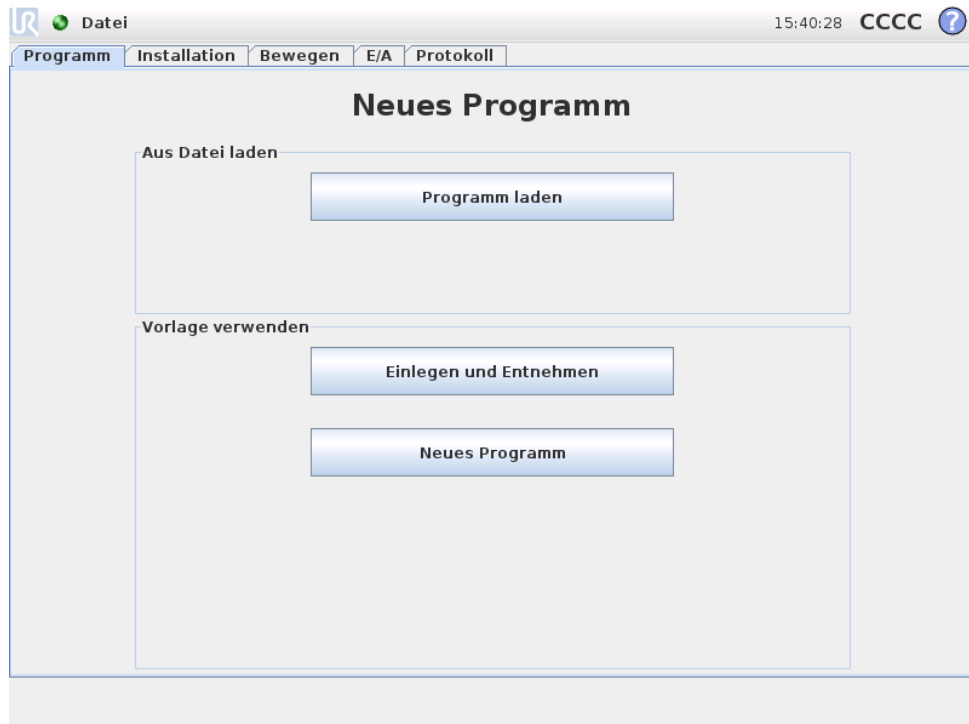 UR Datei 15:40:28 CCCC ?
Programm Installation Bewegen E/A Protokoll
Neues Programm
Aus Datei laden
Programm laden
Vorlage verwenden
Einlegen und Entnehmen
Neues Programm